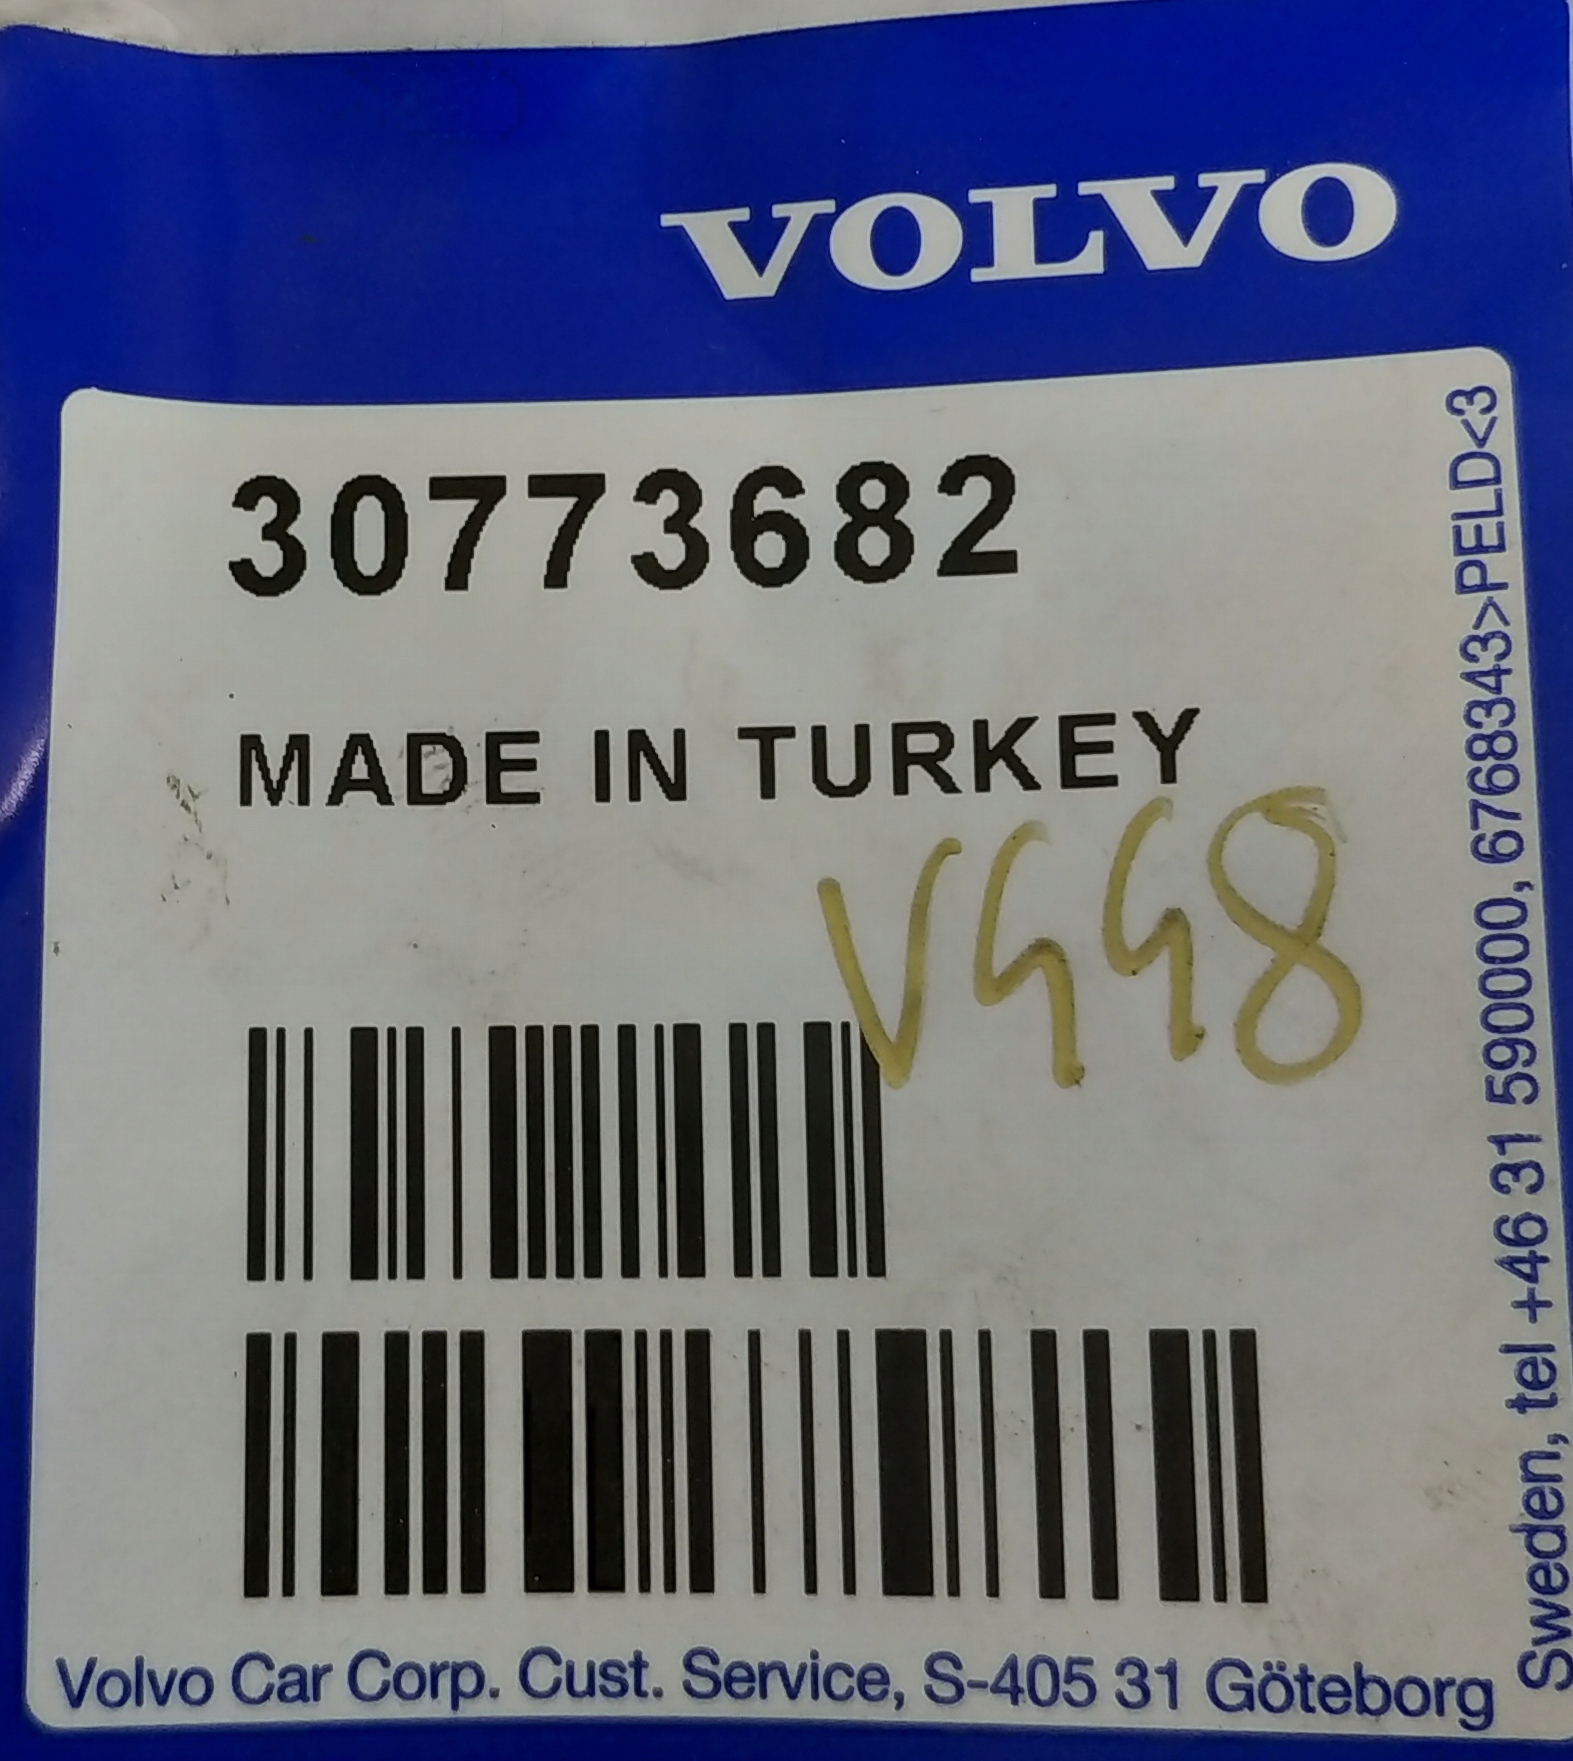 VOLVO
30773682
MADE IN TURKEY
V448
Volvo Car Corp. Cust. Service, S-405 31 Göteborg
Sweden, tel +46 31 590000, 6768343>PELD<3